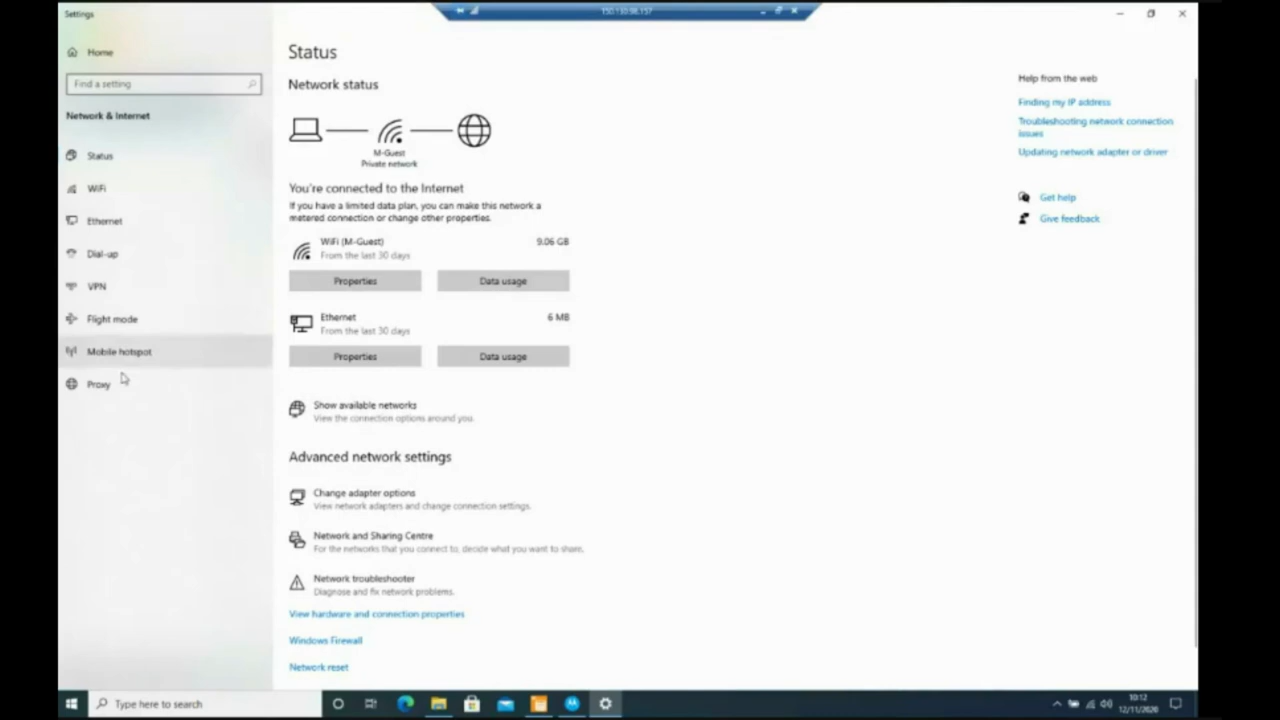 Settings
Home
Find a setting
Network & Internet
Status
WiFi
Ethernet
Dial-up
VPN
Flight mode
Mobile hotspot
Proxy
Status
Network status
M-Guest
Private network
You're connected to the Internet
If you have a limited data plan, you can make this network a
metered connection or change other properties.
WiFi (M-Guest) 9.06 GB
From the last 30 days
Properties Data usage
Ethernet 6 MB
From the last 30 days
Properties Data usage
Show available networks
View the connection options around you.
Advanced network settings
Change adapter options
View network adapters and change connection settings.
Network and Sharing Centre
For the networks that you connect to, decide what you want to share.
Network troubleshooter
Diagnose and fix network problems.
View hardware and connection properties
Windows Firewall
Network reset
Help from the web
Finding my IP address
Troubleshooting network connection
issues
Updating network adapter or driver
Get help
Give feedback
Type here to search
10:12
12/11/2020